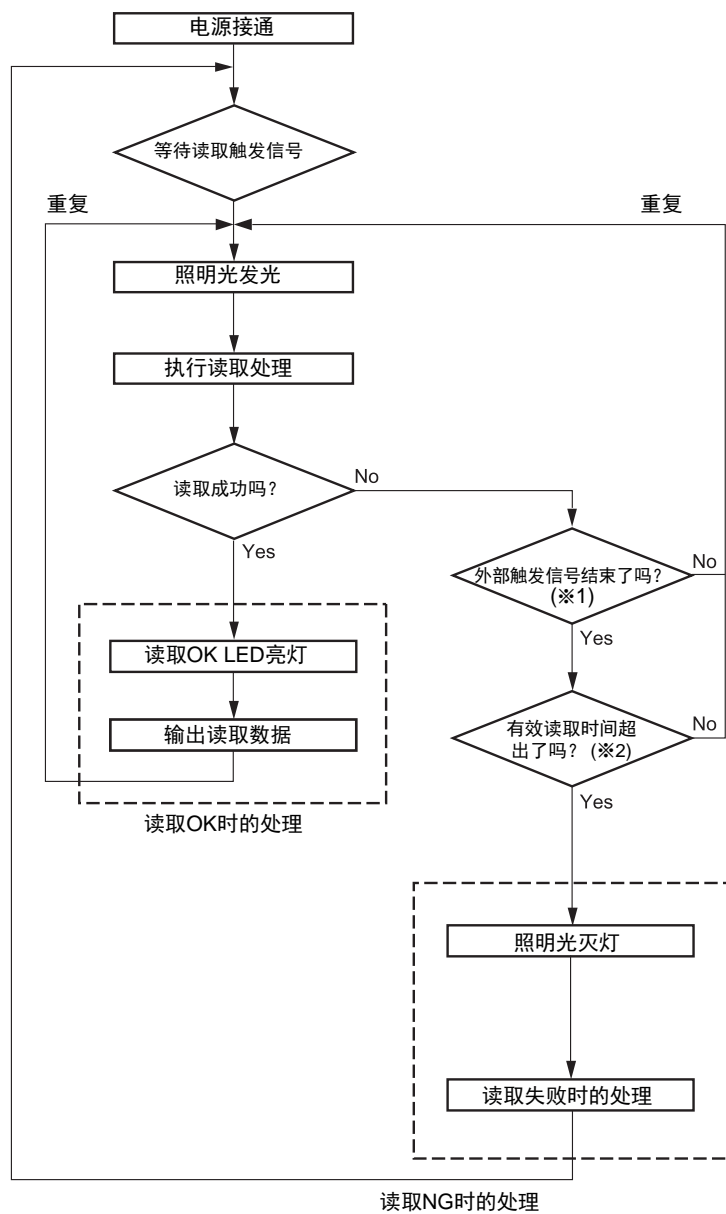 电源接通
等待读取触发信号
重复
重复
照明光发光
执行读取处理
读取成功吗？
No
Yes
外部触发信号结束了吗？
(※1)
No
Yes
读取OK LED亮灯
输出读取数据
有效读取时间超
出了吗？ (※2)
No
Yes
读取OK时的处理
照明光灭灯
读取失败时的处理
读取NG时的处理